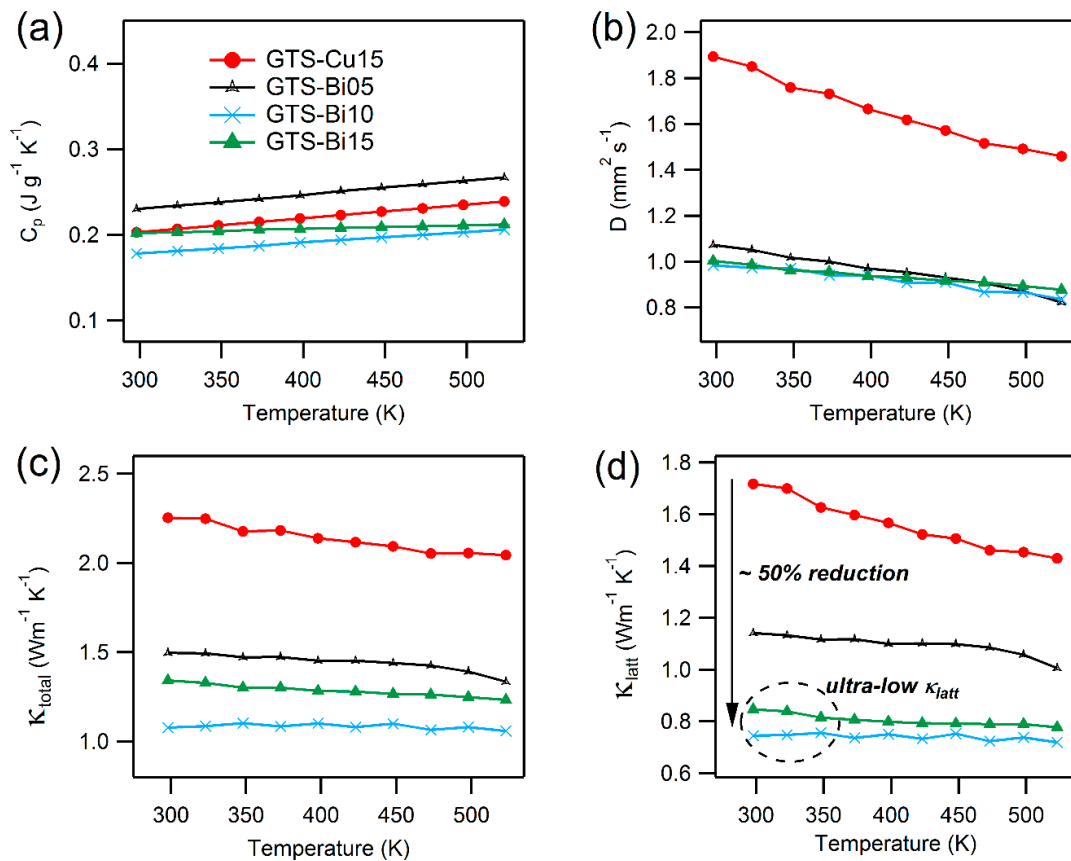 (a)
0.4
0.3
0.2
0.1
Cp (J g⁻¹ K⁻¹)
GTS-Cu15
GTS-Bi05
GTS-Bi10
GTS-Bi15
300 350 400 450 500
Temperature (K)
(b)
2.0
1.8
1.6
1.4
1.2
1.0
0.8
D (mm² s⁻¹)
300 350 400 450 500
Temperature (K)
(c)
2.5
2.0
1.5
1.0
κtotal (Wm⁻¹ K⁻¹)
300 350 400 450 500
Temperature (K)
(d)
1.8
1.6
1.4
1.2
1.0
0.8
0.6
κlatt (Wm⁻¹ K⁻¹)
~ 50% reduction
ultra-low κlatt
300 350 400 450 500
Temperature (K)